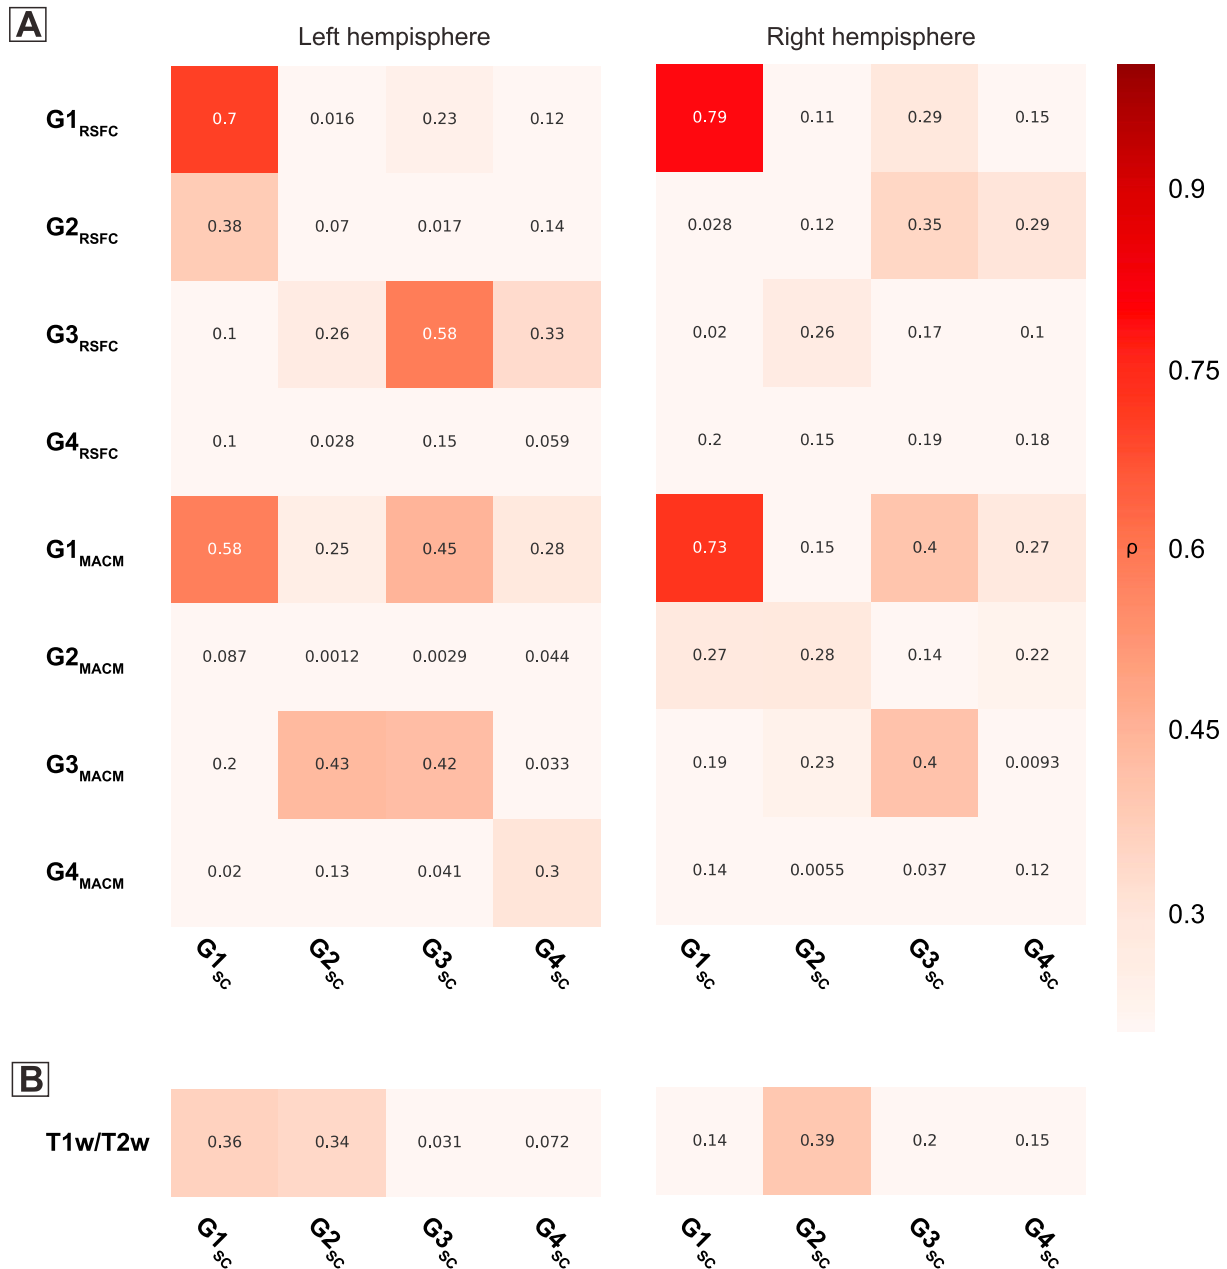 A
Left hempisphere Right hempisphere
G1RSFC 0.7 0.016 0.23 0.12 0.79 0.11 0.29 0.15
0.9
G2RSFC 0.38 0.07 0.017 0.14 0.028 0.12 0.35 0.29
G3RSFC 0.1 0.26 0.58 0.33 0.02 0.26 0.17 0.1
0.75
G4RSFC 0.1 0.028 0.15 0.059 0.2 0.15 0.19 0.18
G1MACM 0.58 0.25 0.45 0.28 0.73 0.15 0.4 0.27
ρ 0.6
G2MACM 0.087 0.0012 0.0029 0.044 0.27 0.28 0.14 0.22
0.45
G3MACM 0.2 0.43 0.42 0.033 0.19 0.23 0.4 0.0093
G4MACM 0.02 0.13 0.041 0.3 0.14 0.0055 0.037 0.12
0.3
G1SC G2SC G3SC G4SC G1SC G2SC G3SC G4SC
B
T1w/T2w 0.36 0.34 0.031 0.072 0.14 0.39 0.2 0.15
G1SC G2SC G3SC G4SC G1SC G2SC G3SC G4SC